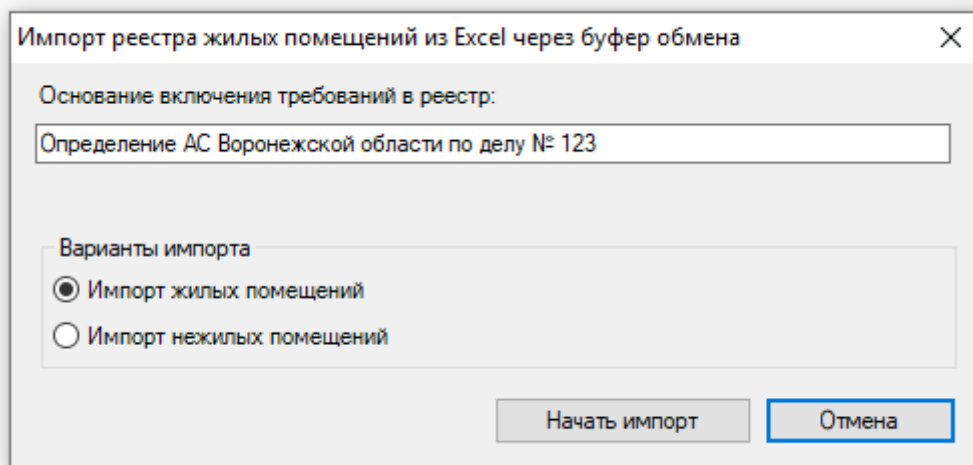 Импорт реестра жилых помещений из Excel через буфер обмена
Основание включения требований в реестр:
Определение АС Воронежской области по делу № 123
Варианты импорта
Импорт жилых помещений
Импорт нежилых помещений
Начать импорт Отмена